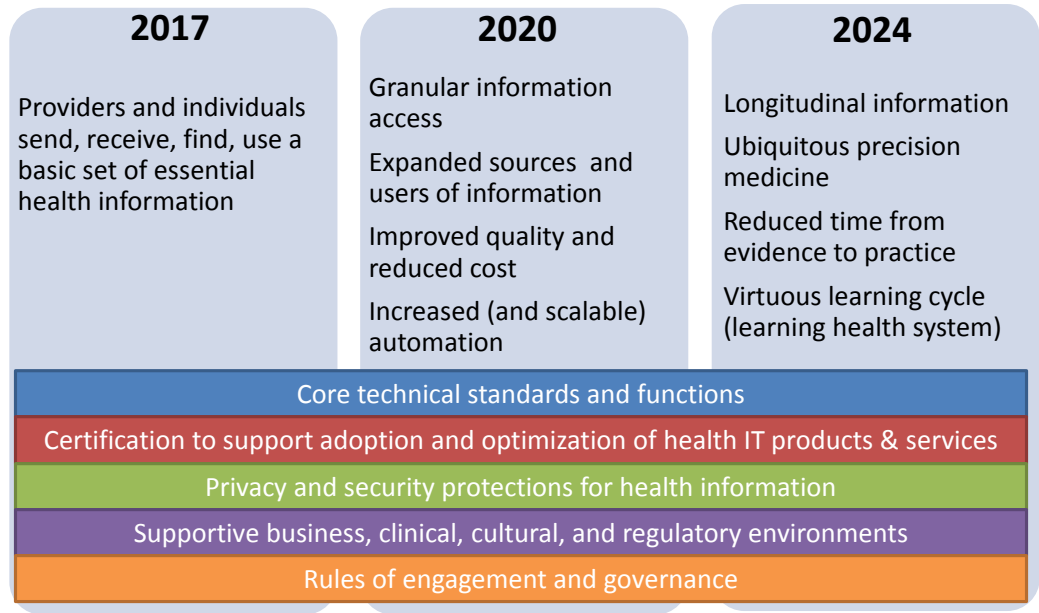 2017
Providers and individuals
send, receive, find, use a
basic set of essential
health information
2020
Granular information
access
Expanded sources and
users of information
Improved quality and
reduced cost
Increased (and scalable)
automation
2024
Longitudinal information
Ubiquitous precision
medicine
Reduced time from
evidence to practice
Virtuous learning cycle
(learning health system)
Core technical standards and functions
Certification to support adoption and optimization of health IT products & services
Privacy and security protections for health information
Supportive business, clinical, cultural, and regulatory environments
Rules of engagement and governance